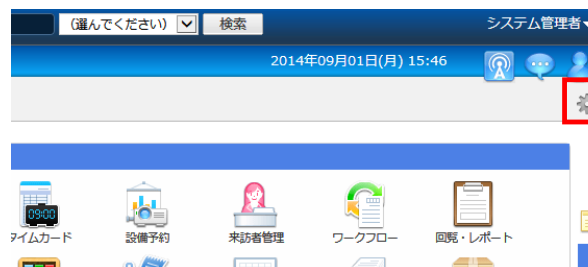 (選んでください) 検索 システム管理者
2014年09月01日(月) 15:46
09:00
タイムカード 設備予約 来訪者管理 ワークフロー 回覧・レポート